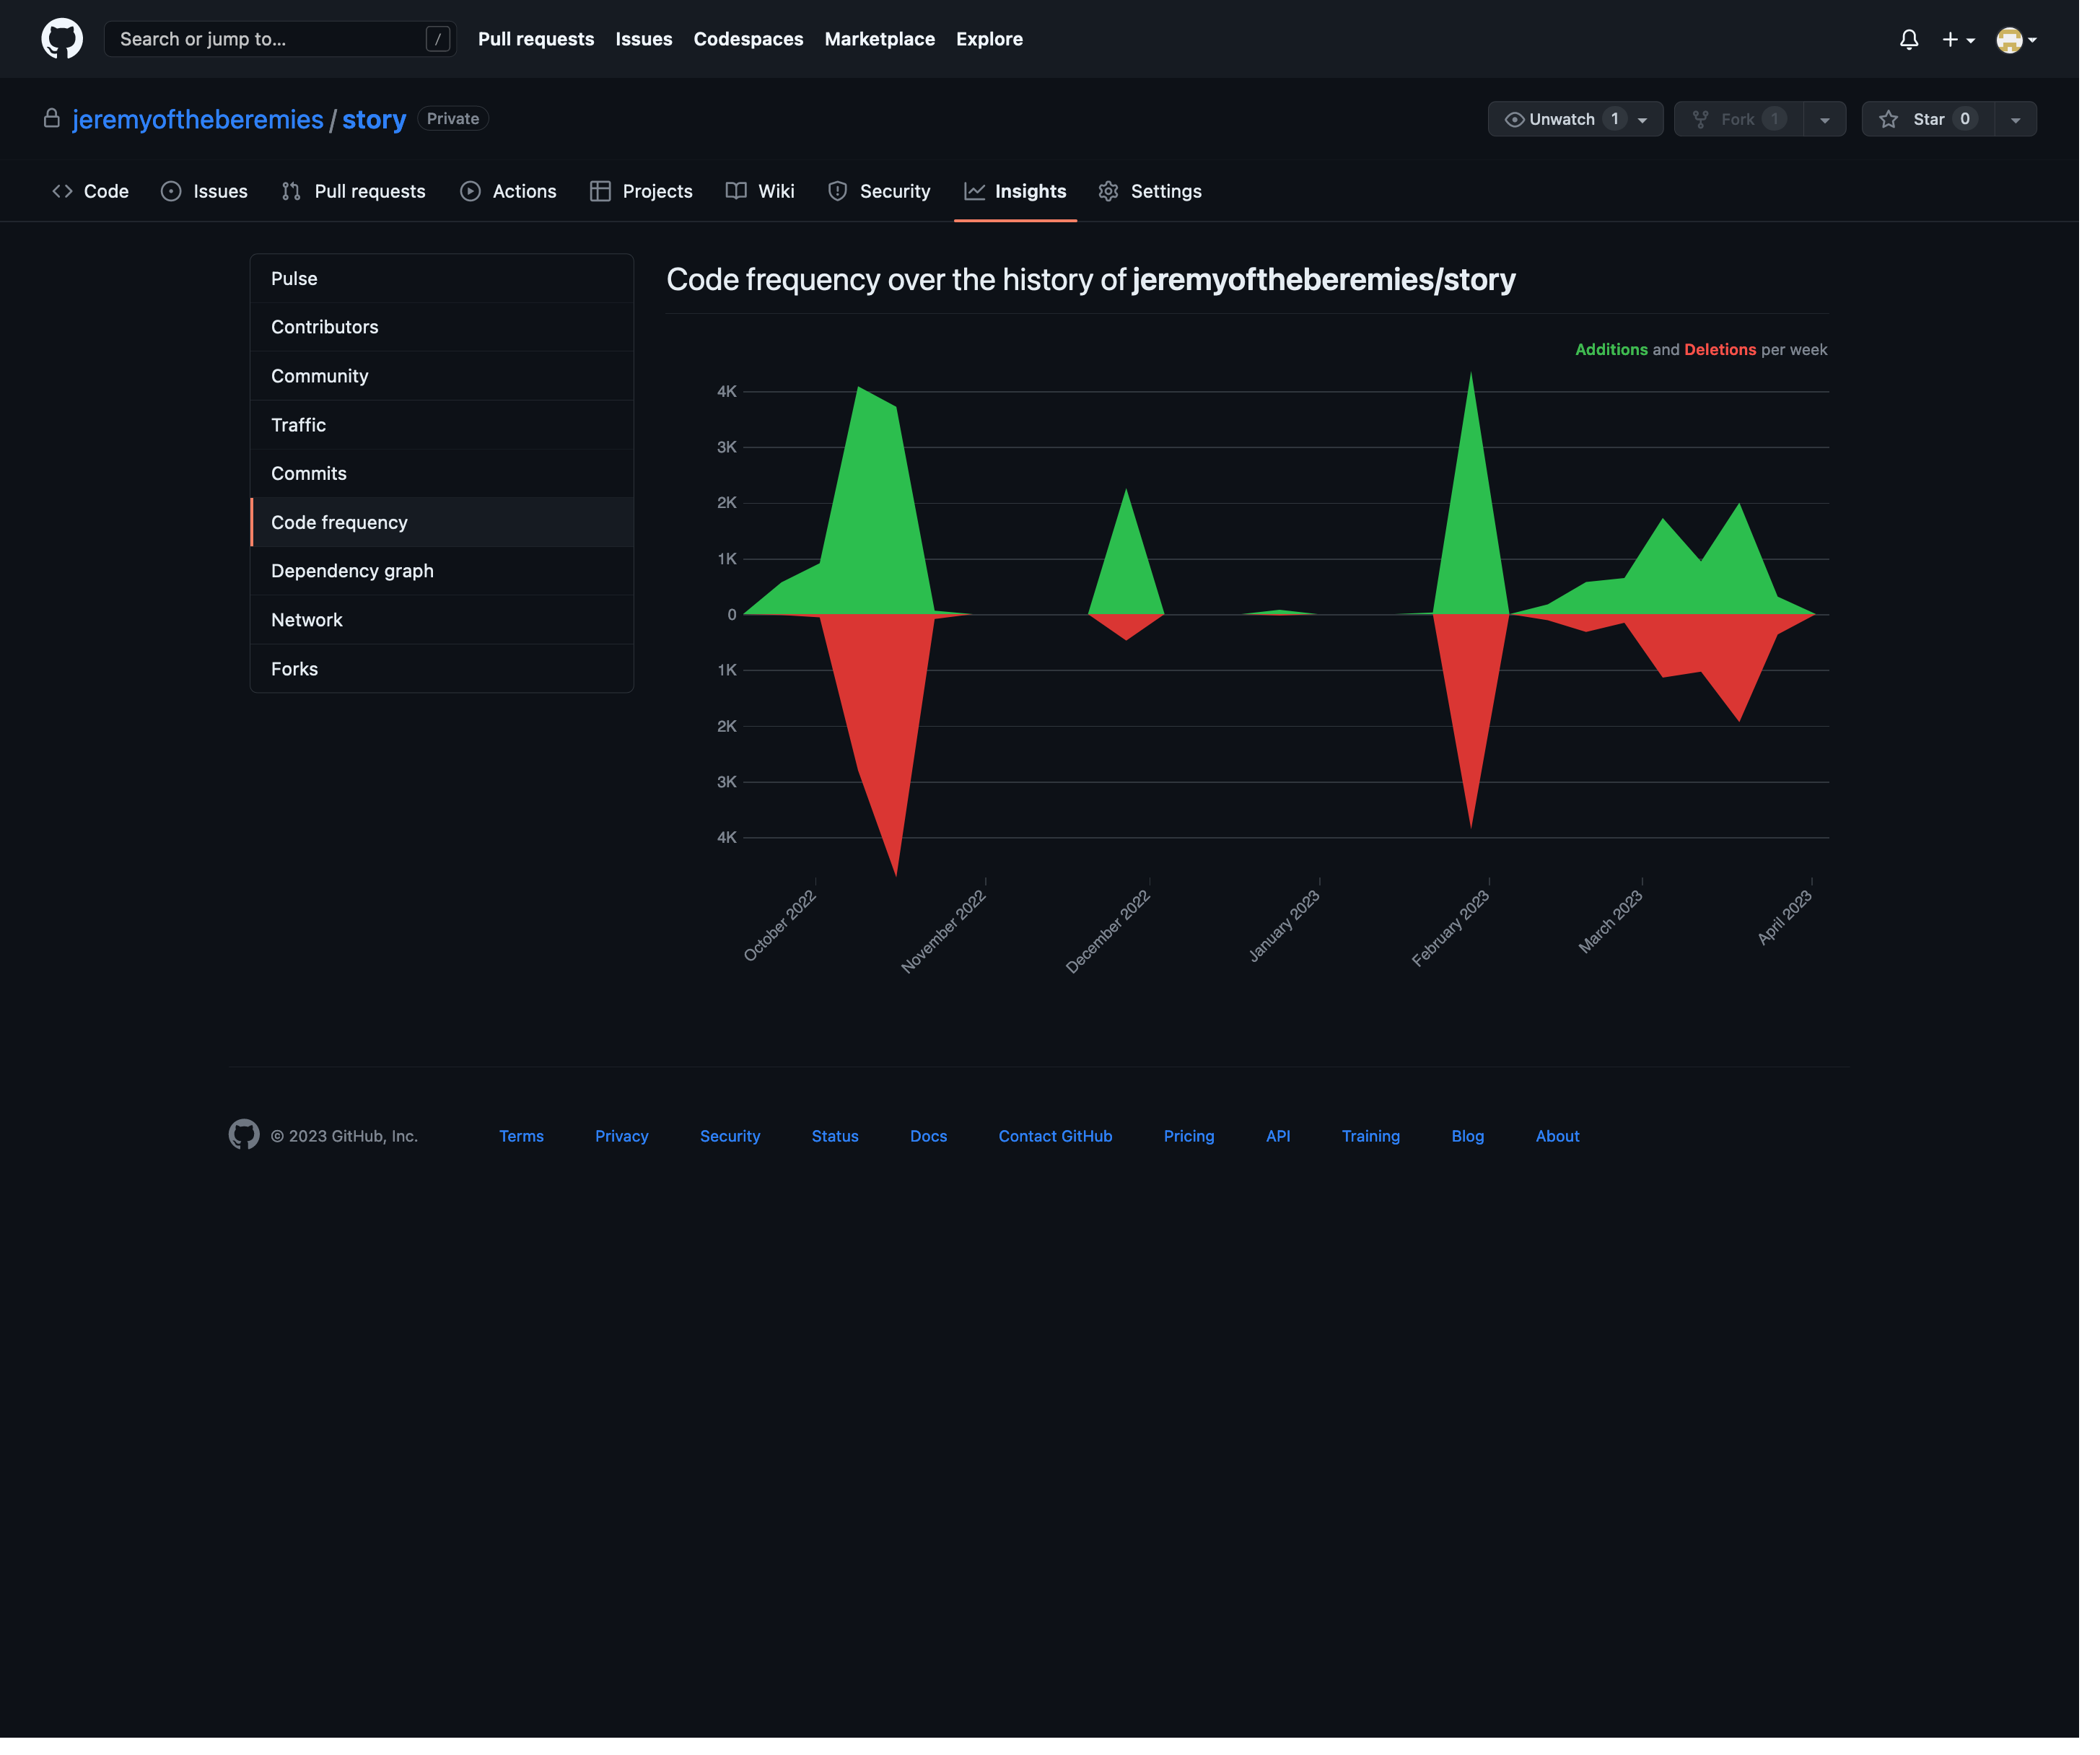 Search or jump to... / Pull requests Issues Codespaces Marketplace Explore
jeremyoftheberemies / story Private Unwatch 1 Fork 1 Star 0
Code Issues Pull requests Actions Projects Wiki Security Insights Settings
Pulse
Contributors
Community
Traffic
Commits
Code frequency
Dependency graph
Network
Forks
Code frequency over the history of jeremyoftheberemies/story
Additions and Deletions per week
4K
3K
2K
1K
0
1K
2K
3K
4K
October 2022
November 2022
December 2022
January 2023
February 2023
March 2023
April 2023
© 2023 GitHub, Inc. Terms Privacy Security Status Docs Contact GitHub Pricing API Training Blog About